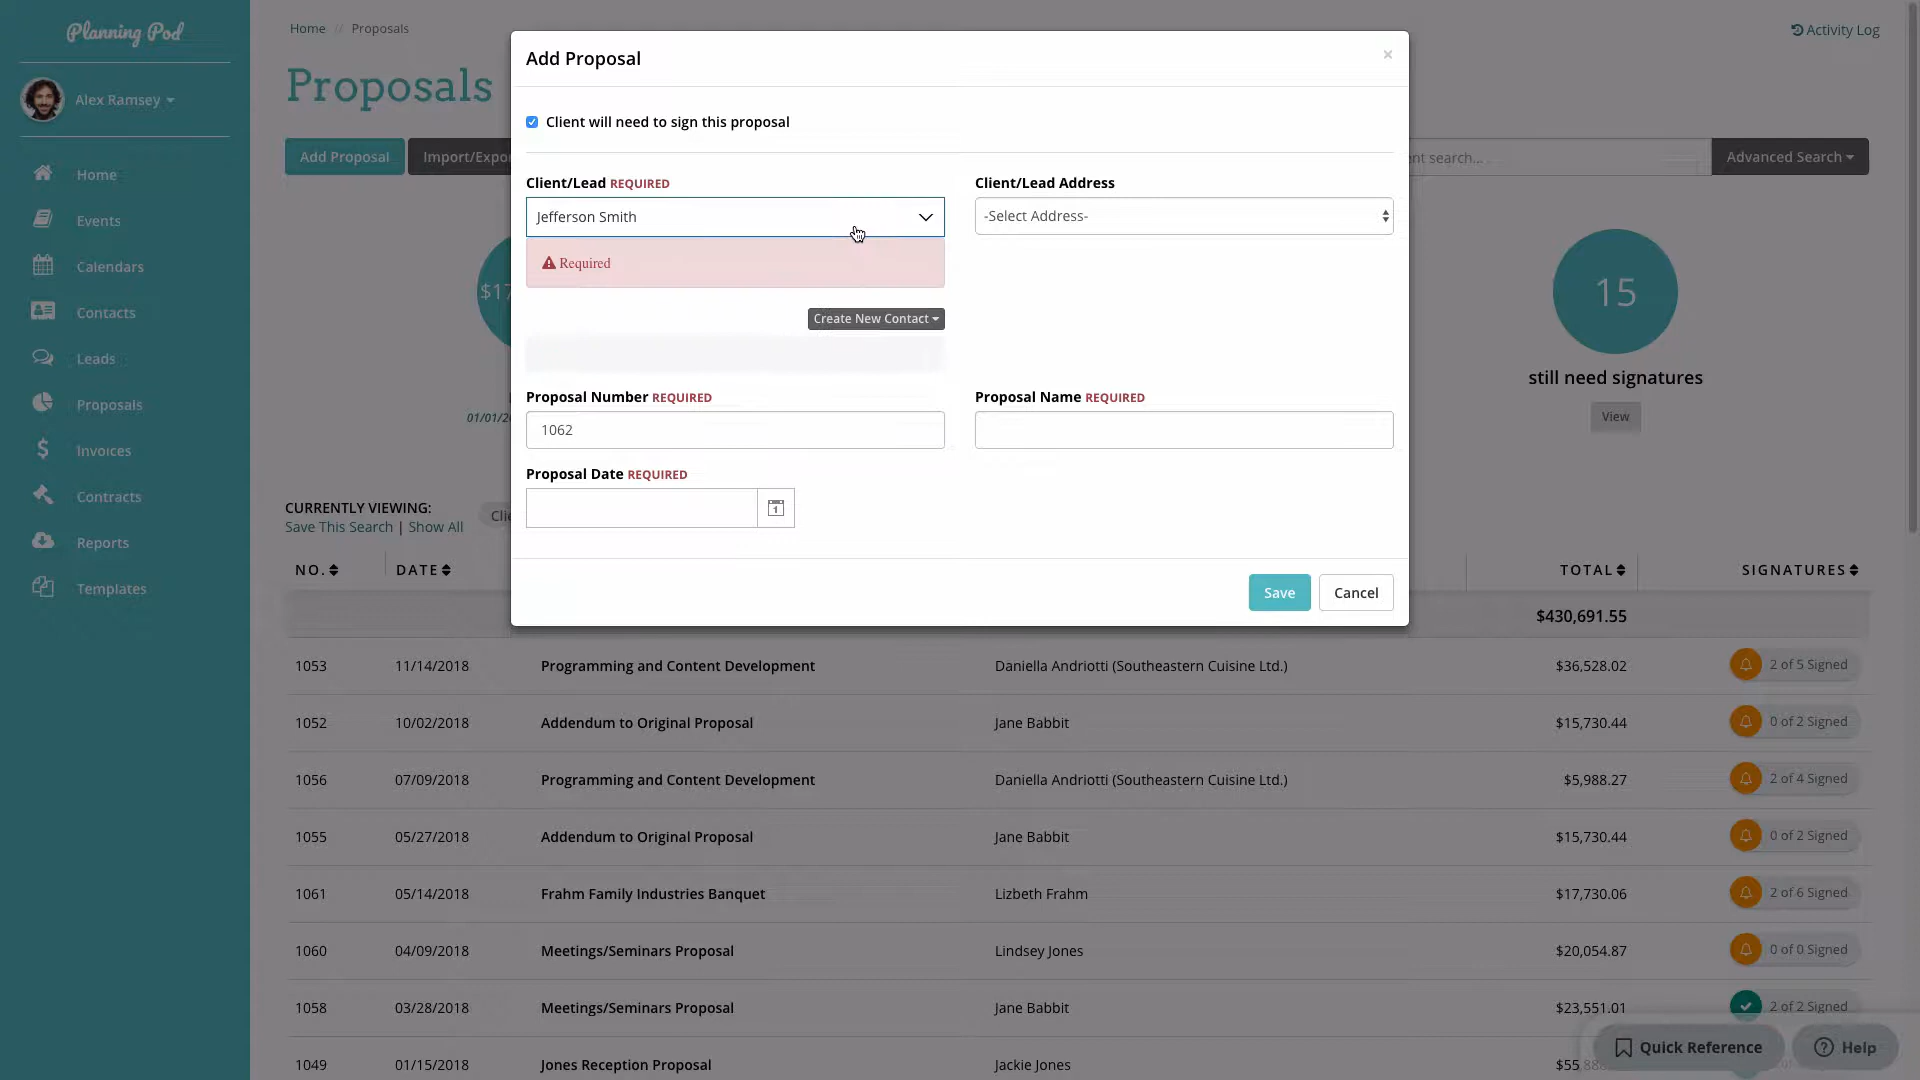 Planning Pod
Alex Ramsey
Home
Events
Calendars
Contacts
Leads
Proposals
Invoices
Contracts
Reports
Templates
Home // Proposals
Activity Log
Proposals
Add Proposal
Import/Expo
ent search...
Advanced Search
$17
01/01/2
15
still need signatures
View
Add Proposal
×
Client will need to sign this proposal
Client/Lead REQUIRED
Jefferson Smith
Required
Create New Contact
Client/Lead Address
-Select Address-
Proposal Number REQUIRED
1062
Proposal Name REQUIRED
Proposal Date REQUIRED
1
Save
Cancel
CURRENTLY VIEWING:
Save This Search | Show All
Clie
NO. DATE TOTAL SIGNATURES
$430,691.55
1053 11/14/2018 Programming and Content Development Daniella Andriotti (Southeastern Cuisine Ltd.) $36,528.02 2 of 5 Signed
1052 10/02/2018 Addendum to Original Proposal Jane Babbit $15,730.44 0 of 2 Signed
1056 07/09/2018 Programming and Content Development Daniella Andriotti (Southeastern Cuisine Ltd.) $5,988.27 2 of 4 Signed
1055 05/27/2018 Addendum to Original Proposal Jane Babbit $15,730.44 0 of 2 Signed
1061 05/14/2018 Frahm Family Industries Banquet Lizbeth Frahm $17,730.06 2 of 6 Signed
1060 04/09/2018 Meetings/Seminars Proposal Lindsey Jones $20,054.87 0 of 0 Signed
1058 03/28/2018 Meetings/Seminars Proposal Jane Babbit $23,551.01 2 of 2 Signed
1049 01/15/2018 Jones Reception Proposal Jackie Jones
Quick Reference
Help